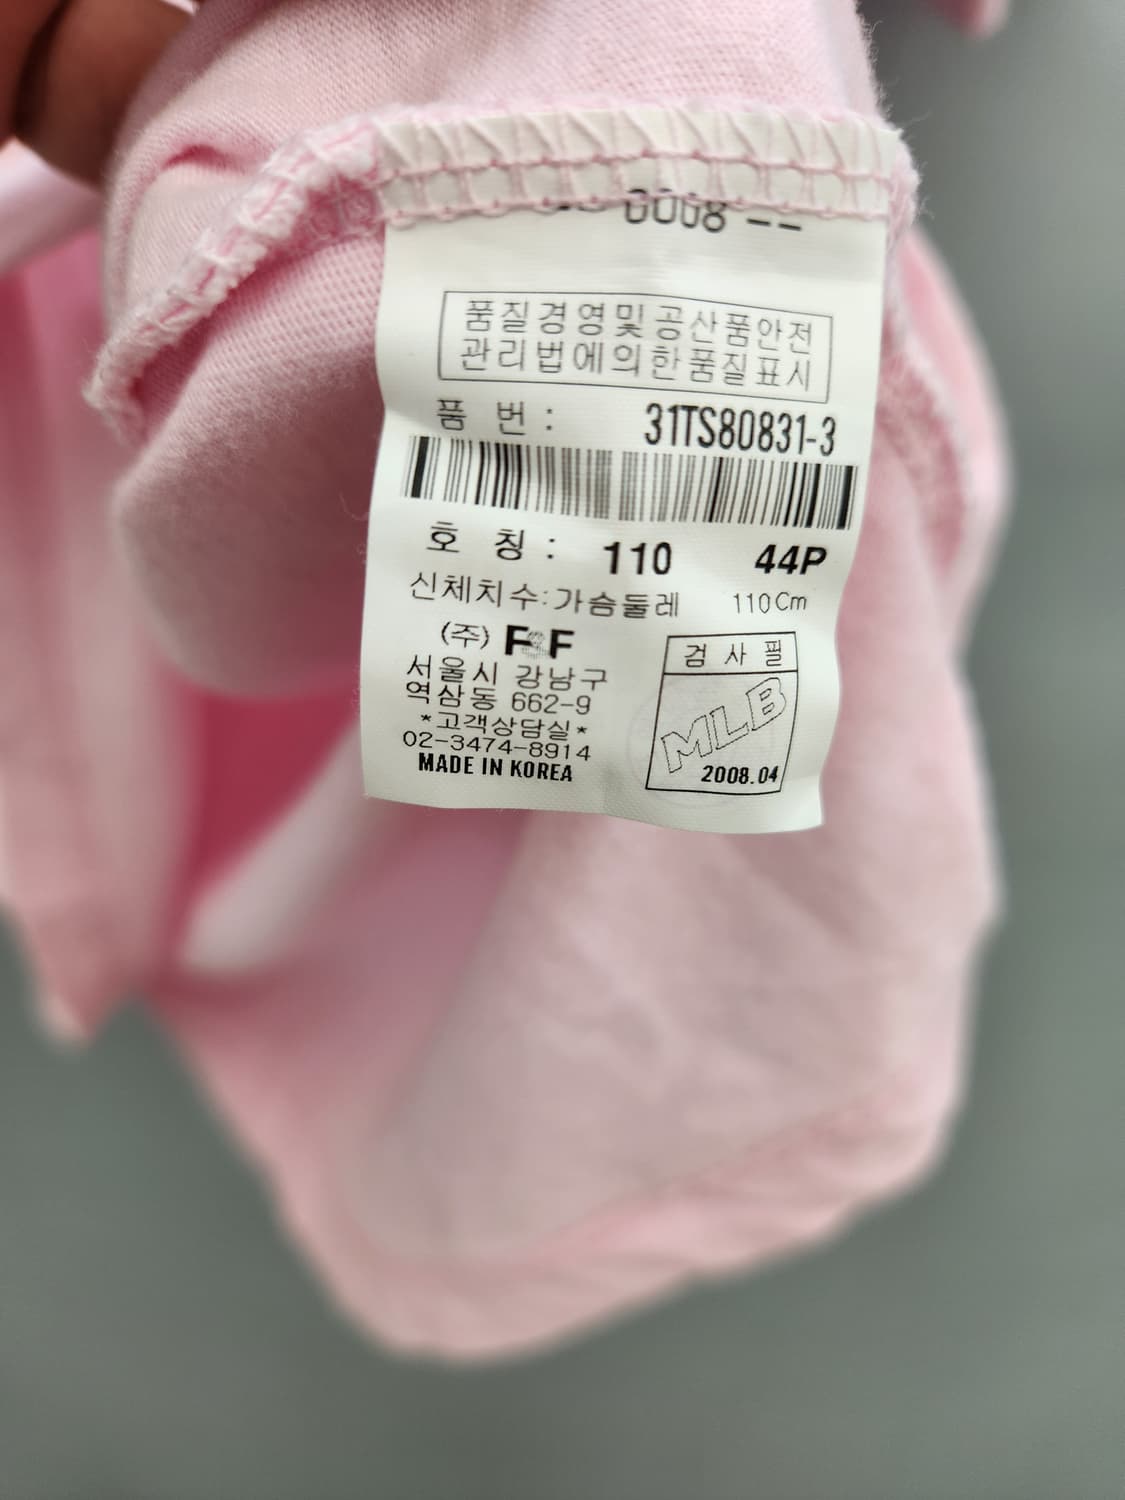 0008 --
품질경영및공산품안전
관리법에의한품질표시
품 번 : 31TS80831-3
호 칭 : 110 44P
신체치수:가슴둘레 110Cm
(주) F&F
서울시 강남구
역삼동 662-9
*고객상담실*
02-3474-8914
MADE IN KOREA
검 사 필
MLB
2008.04